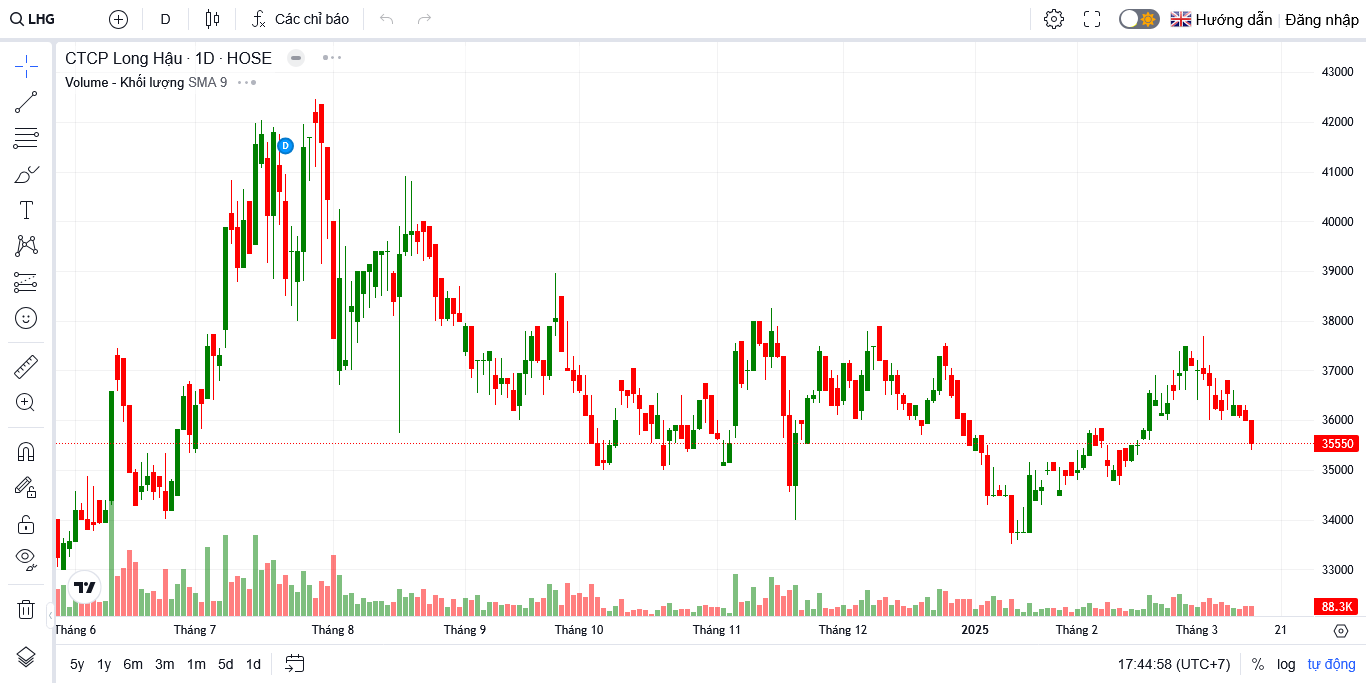 LHG D Các chỉ báo Hướng dẫn Đăng nhập
CTCP Long Hậu · 1D · HOSE
Volume - Khối lượng SMA 9
D
43000
42000
41000
40000
39000
38000
37000
36000
35550
35000
34000
33000
88.3K
Tháng 6 Tháng 7 Tháng 8 Tháng 9 Tháng 10 Tháng 11 Tháng 12 2025 Tháng 2 Tháng 3 21
5y 1y 6m 3m 1m 5d 1d 17:44:58 (UTC+7) % log tự động